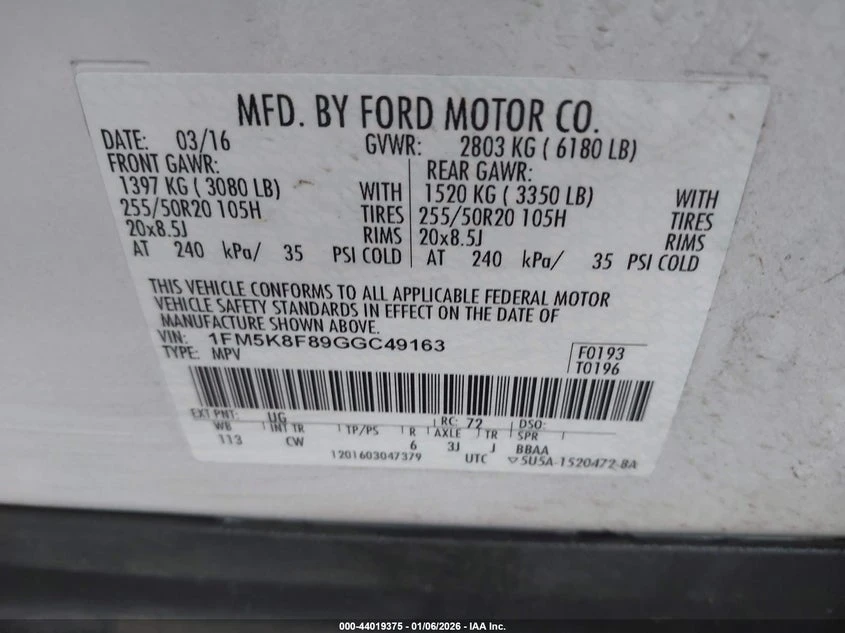 MFD. BY FORD MOTOR CO.
DATE: 03/16 GVWR: 2803 KG ( 6180 LB)
FRONT GAWR: REAR GAWR:
1397 KG ( 3080 LB) WITH 1520 KG ( 3350 LB) WITH
255/50R20 105H TIRES 255/50R20 105H TIRES
20x8.5J RIMS 20x8.5J RIMS
AT 240 kPa/ 35 PSI COLD AT 240 kPa/ 35 PSI COLD
THIS VEHICLE CONFORMS TO ALL APPLICABLE FEDERAL MOTOR
VEHICLE SAFETY STANDARDS IN EFFECT ON THE DATE OF
MANUFACTURE SHOWN ABOVE.
VIN: 1FM5K8F89GGC49163
TYPE: MPV
F0193
T0196
EXT PNT: UG RC: 72 DSO:
WB INT TR TP/PS R AXLE TR SPR
113 CW 6 3J J BBAA
1201603047379 UTC ▽5U5A-1520472-BA
000-44019375 - 01/06/2026 - IAA Inc.